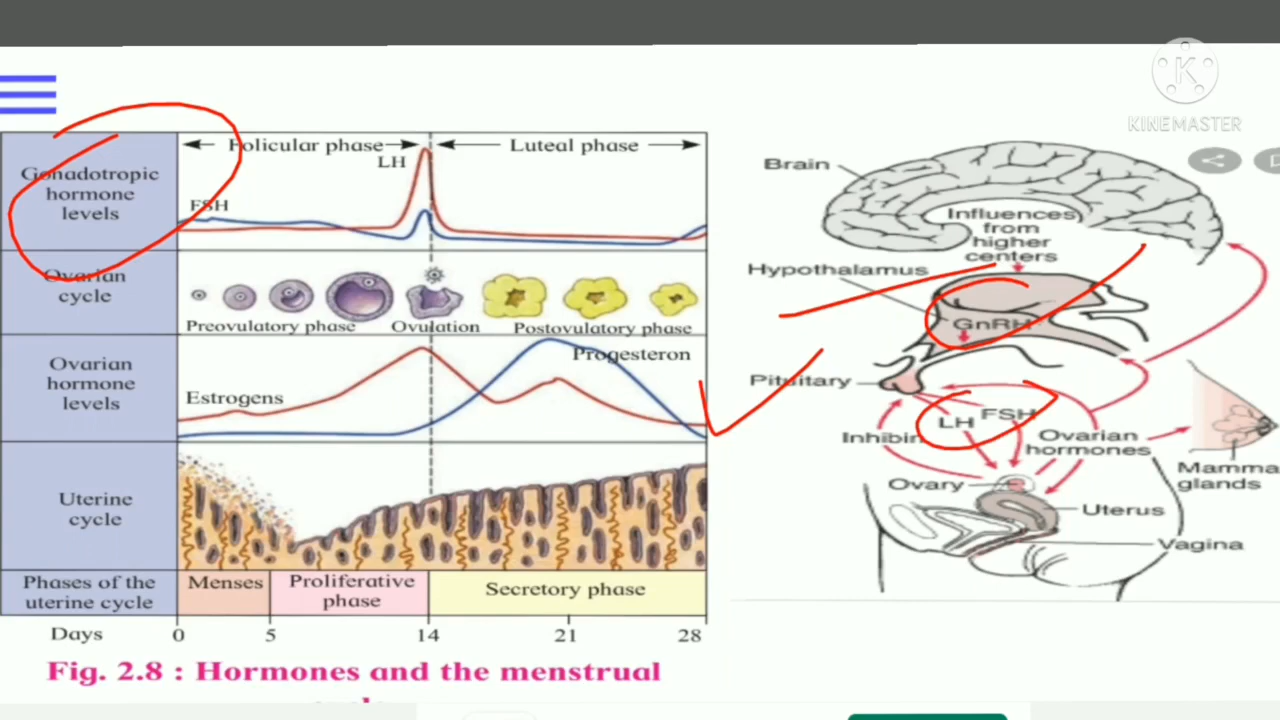 KINEMASTER
Gonadotropic
hormone
levels
Folicular phase
Luteal phase
LH
FSH
Ovarian
cycle
Preovulatory phase
Ovulation
Postovulatory phase
Ovarian
hormone
levels
Estrogens
Progesteron
Uterine
cycle
Phases of the
uterine cycle
Menses
Proliferative
phase
Secretory phase
Days
0
5
14
21
28
Fig. 2.8 : Hormones and the menstrual
Brain
Influences
from
higher
centers
Hypothalamus
GnRH
Pituitary
LH FSH
Inhibin
Ovarian
hormones
Mamma
glands
Ovary
Uterus
Vagina